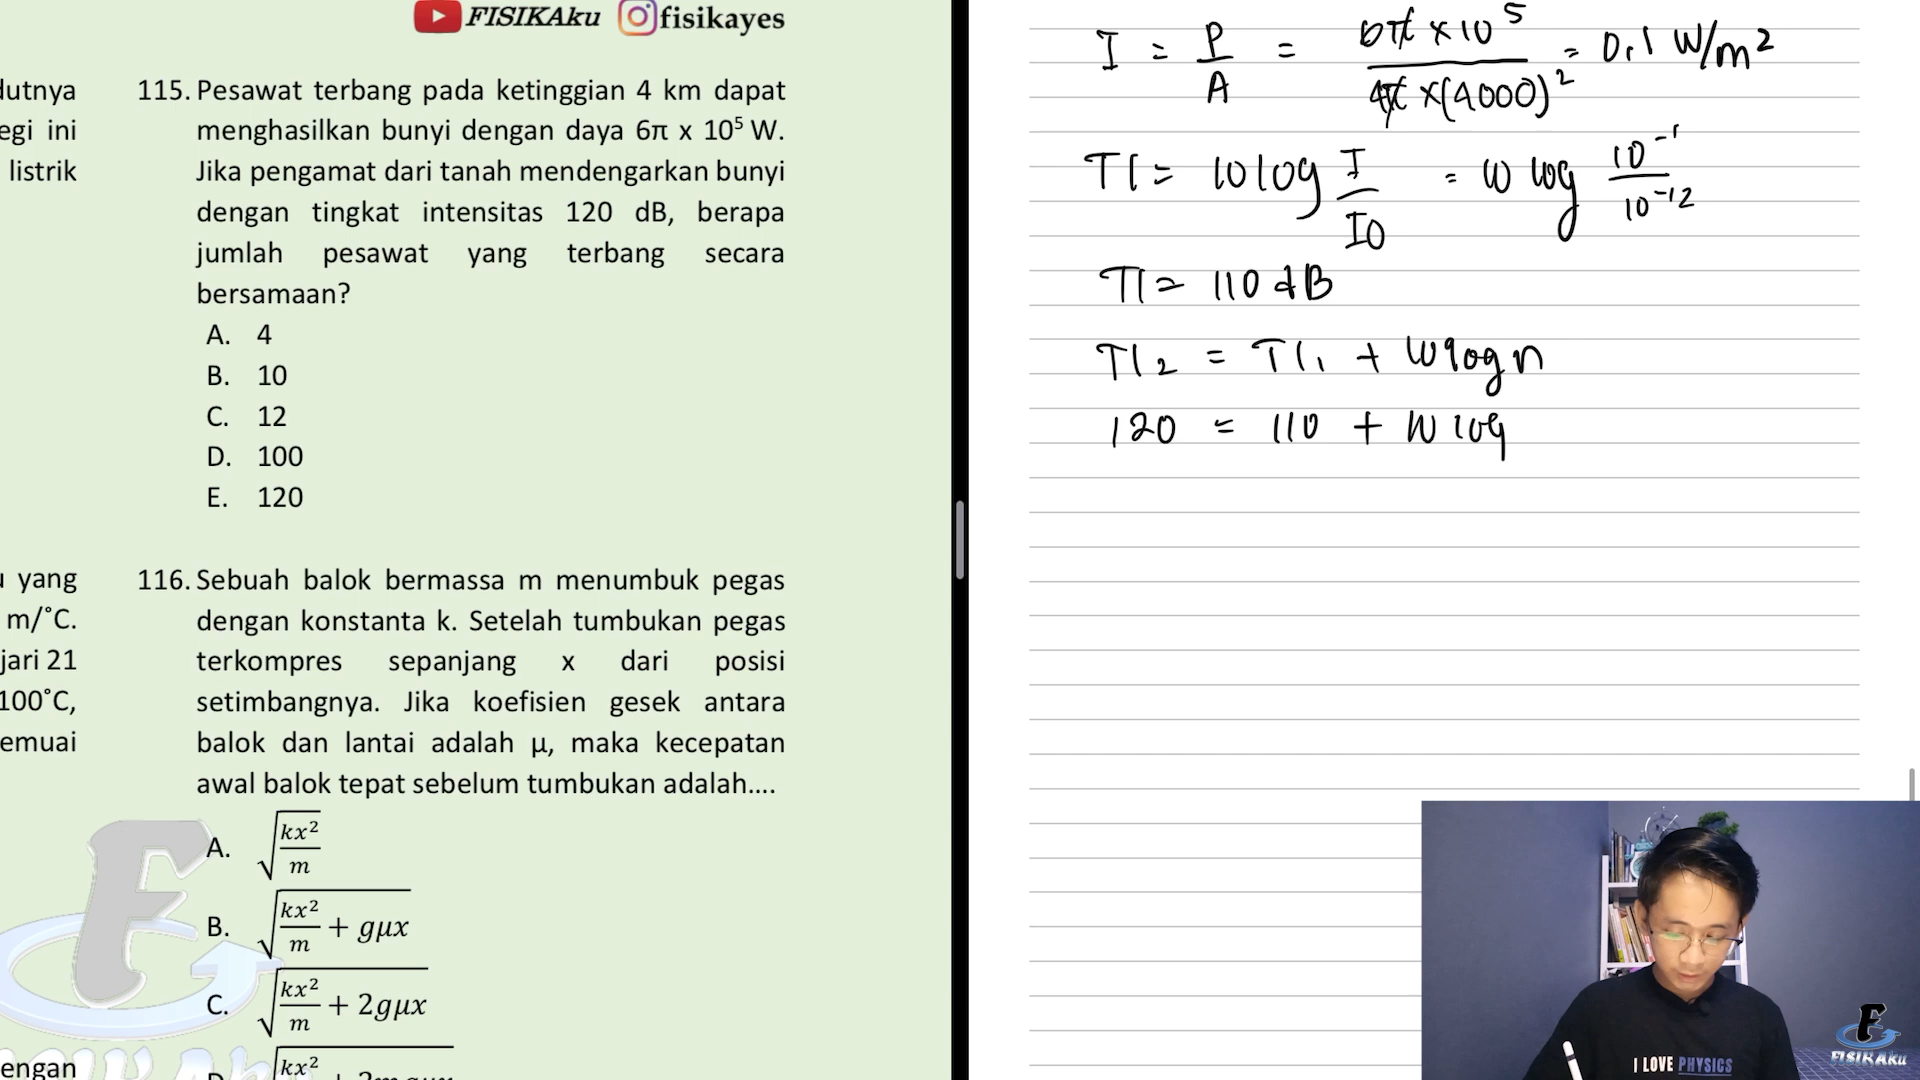 FISIKAku fisikayes
dutnya
egi ini
listrik
yang
m/°C.
jari 21
100°C,
emuai
engan
115. Pesawat terbang pada ketinggian 4 km dapat
menghasilkan bunyi dengan daya 6π x 10⁵ W.
Jika pengamat dari tanah mendengarkan bunyi
dengan tingkat intensitas 120 dB, berapa
jumlah pesawat yang terbang secara
bersamaan?
A. 4
B. 10
C. 12
D. 100
E. 120
116. Sebuah balok bermassa m menumbuk pegas
dengan konstanta k. Setelah tumbukan pegas
terkompres sepanjang x dari posisi
setimbangnya. Jika koefisien gesek antara
balok dan lantai adalah μ, maka kecepatan
awal balok tepat sebelum tumbukan adalah....
A. √(kx²/m)
B. √(kx²/m + gμx)
C. √(kx²/m + 2gμx)
I = P/A = 6π x 10⁵ / 4π x (4000)² = 0,1 W/m²
TI = 10 log I/I0 = 10 log 10⁻¹/10⁻¹²
TI = 110 dB
TI₂ = TI₁ + 10 log n
120 = 110 + 10 log
I LOVE PHYSICS
FISIKAku